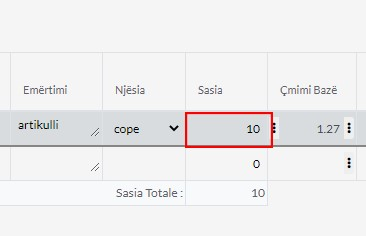 Emërtimi Njësia Sasia Çmimi Bazë
artikulli cope 10 1.27
0
Sasia Totale : 10